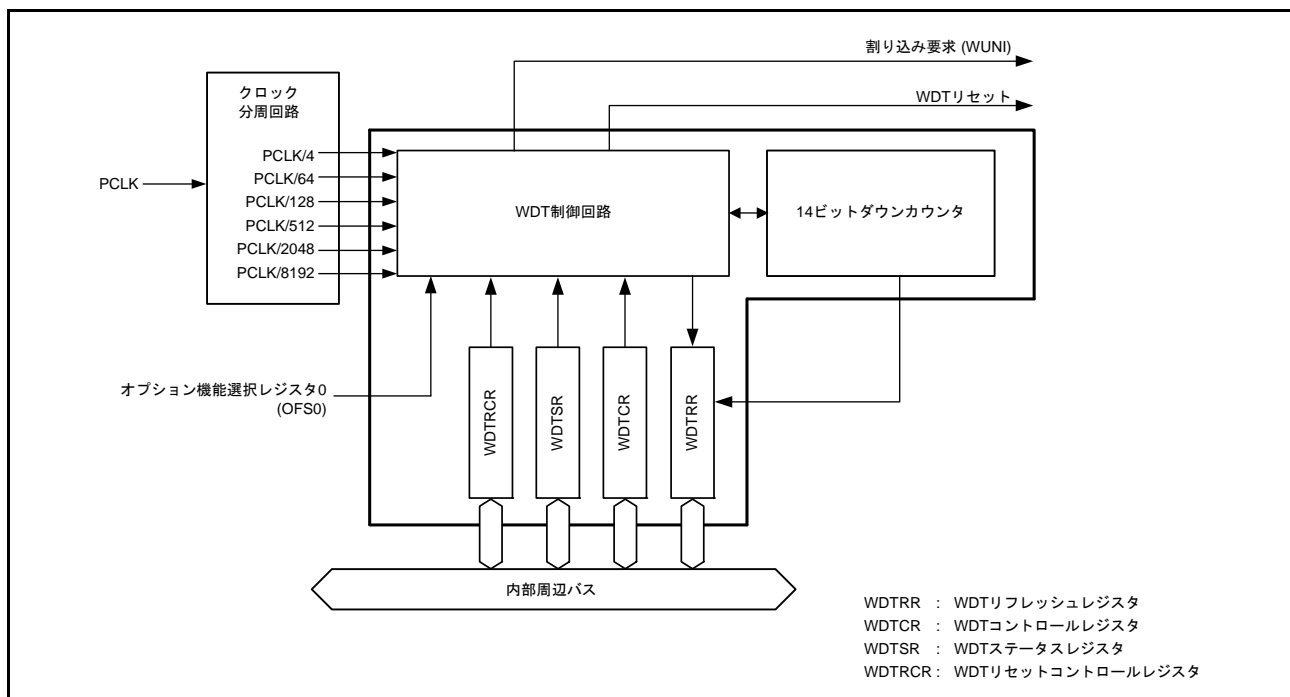 割り込み要求 (WUNI)
WDTリセット
クロック
分周回路
PCLK
PCLK/4
PCLK/64
PCLK/128
PCLK/512
PCLK/2048
PCLK/8192
WDT制御回路
14ビットダウンカウンタ
オプション機能選択レジスタ0
(OFS0)
WDTRCR
WDTSR
WDTCR
WDTRR
内部周辺バス
WDTRR : WDTリフレッシュレジスタ
WDTCR : WDTコントロールレジスタ
WDTSR : WDTステータスレジスタ
WDTRCR : WDTリセットコントロールレジスタ